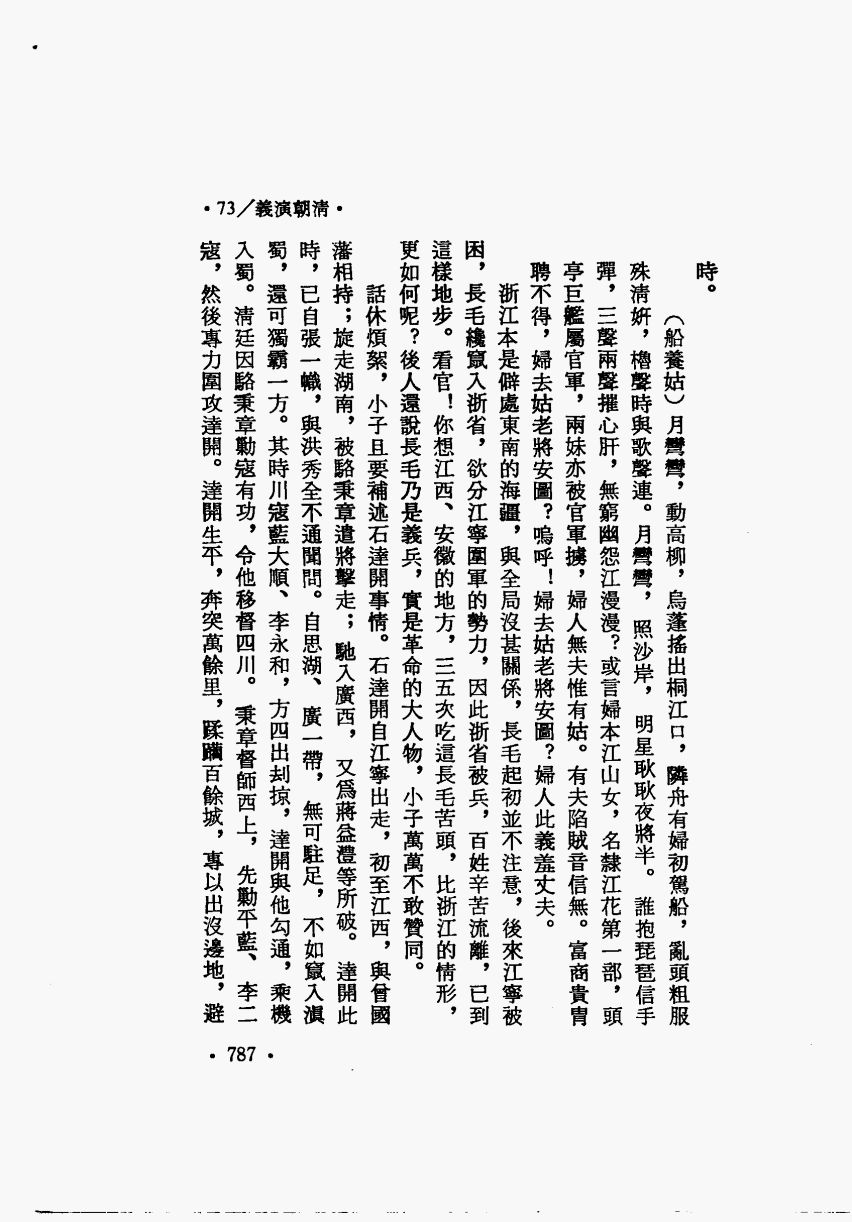 •73／義演朝淸•
時。
（船養姑）月彎彎，動高柳，烏蓬搖出桐江口，隣舟有婦初駕船，亂頭粗服
殊淸姸，櫓聲時與歌聲連。月彎彎，照沙岸，明星耿耿夜將半。誰抱琵琶信手
彈，三聲兩聲摧心肝，無窮幽怨江漫漫？或言婦本江山女，名隸江花第一部，頭
亭巨艦屬官軍，兩妹亦被官軍擄，婦人無夫惟有姑。有夫陷賊音信無。富商貴冑
聘不得，婦去姑老將安圖？嗚呼！婦去姑老將安圖？婦人此義羞丈夫。
浙江本是僻處東南的海疆，與全局沒甚關係，長毛起初並不注意，後來江寧被
困，長毛纔竄入浙省，欲分江寧圍軍的勢力，因此浙省被兵，百姓辛苦流離，已到
這樣地步。看官！你想江西、安徽的地方，三五次吃這長毛苦頭，比浙江的情形，
更如何呢？後人還說長毛乃是義兵，實是革命的大人物，小子萬萬不敢贊同。
話休煩絮，小子且要補述石達開事情。石達開自江寧出走，初至江西，與曾國
藩相持；旋走湖南，被駱秉章遣將擊走；馳入廣西，又爲蔣益澧等所破。達開此
時，已自張一幟，與洪秀全不通聞問。自思湖、廣一帶，無可駐足，不如竄入滇
蜀，還可獨霸一方。其時川寇藍大順、李永和，方四出刦掠，達開與他勾通，乘機
入蜀。淸廷因駱秉章勦寇有功，令他移督四川。秉章督師西上，先勦平藍、李二
寇，然後專力圍攻達開。達開生平，奔突萬餘里，蹂躪百餘城，專以出沒邊地，避
•787•